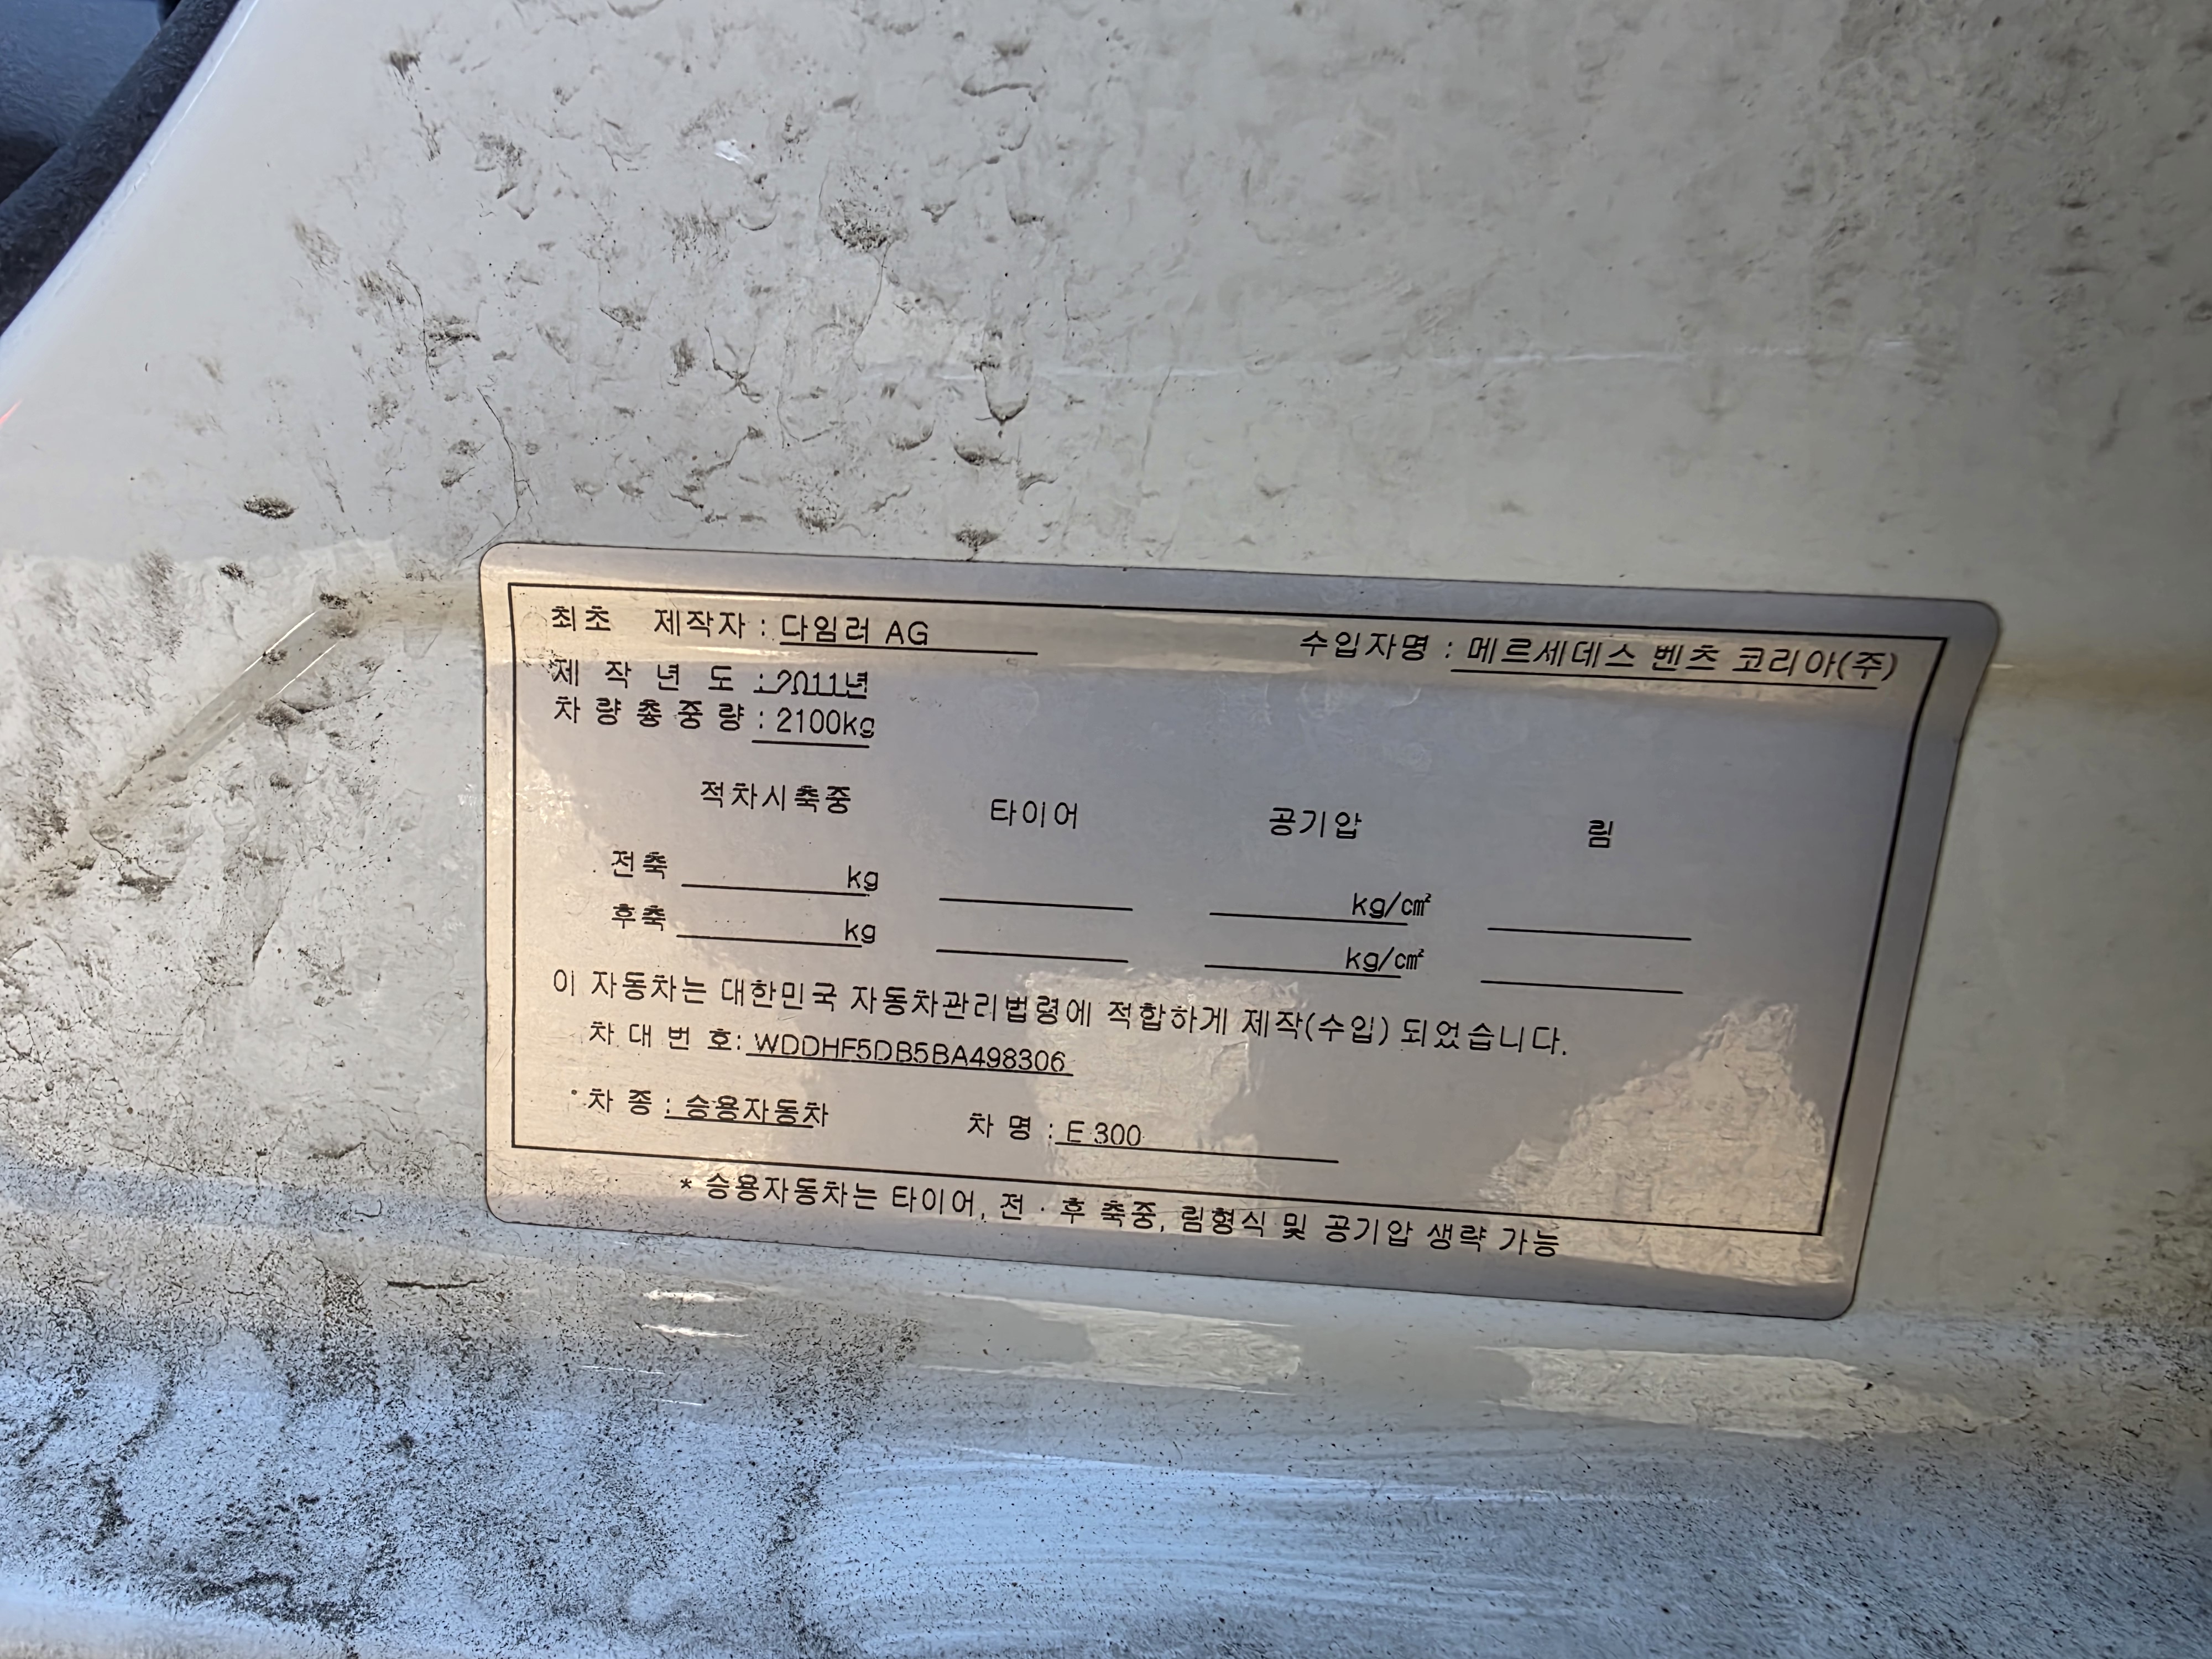 최초 제작자 : 다임러 AG 수입자명 : 메르세데스 벤츠 코리아(주)
제 작 년 도 : 2011년
차 량 총 중 량 : 2100kg
적차시축중 타이어 공기압 림
전축 kg kg/㎠
후축 kg kg/㎠
이 자동차는 대한민국 자동차관리법령에 적합하게 제작(수입) 되었습니다.
차 대 번 호: WDDHF5DB5BA498306
차 종 : 승용자동차 차 명 : E 300
* 승용자동차는 타이어, 전 · 후 축중, 림형식 및 공기압 생략 가능